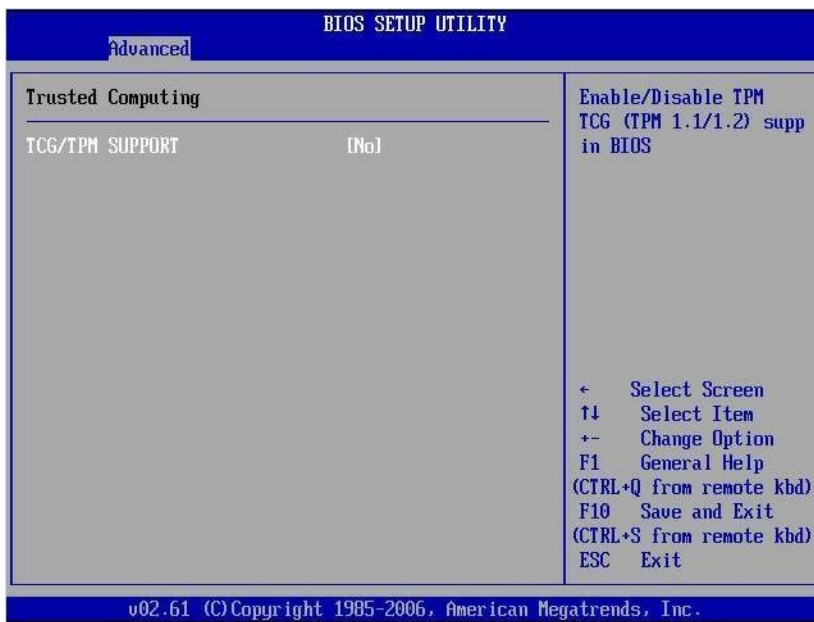 BIOS SETUP UTILITY
Advanced
Trusted Computing
TCG/TPM SUPPORT [No]
Enable/Disable TPM
TCG (TPM 1.1/1.2) supp
in BIOS
← Select Screen
↑↓ Select Item
+- Change Option
F1 General Help
(CTRL+Q from remote kbd)
F10 Save and Exit
(CTRL+S from remote kbd)
ESC Exit
v02.61 (C)Copyright 1985-2006, American Megatrends, Inc.